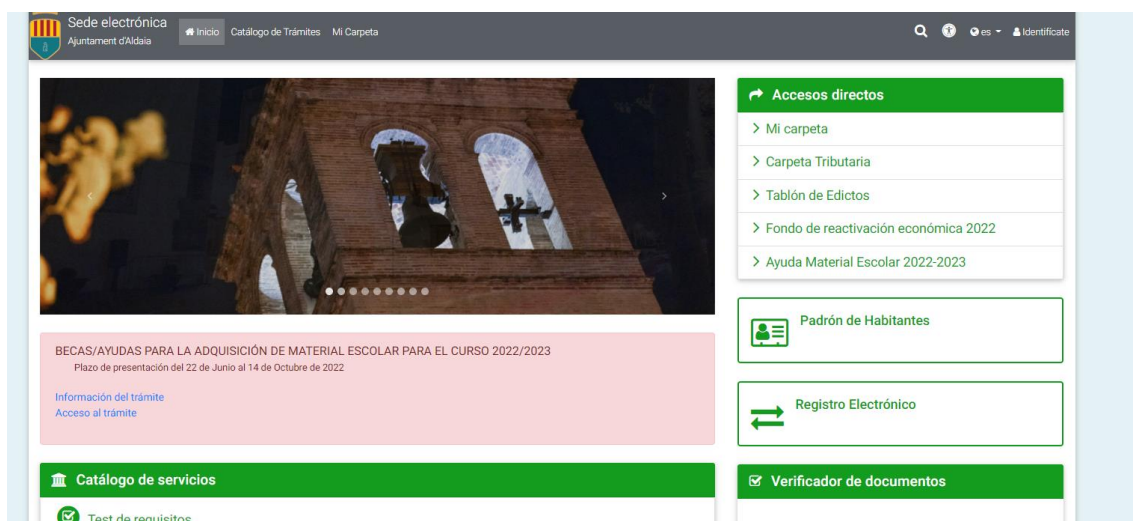 Sede electrónica
Ajuntament d'Aldaia
Inicio Catálogo de Trámites Mi Carpeta
es Identifícate
Accesos directos
Mi carpeta
Carpeta Tributaria
Tablón de Edictos
Fondo de reactivación económica 2022
Ayuda Material Escolar 2022-2023
Padrón de Habitantes
BECAS/AYUDAS PARA LA ADQUISICIÓN DE MATERIAL ESCOLAR PARA EL CURSO 2022/2023
Plazo de presentación del 22 de Junio al 14 de Octubre de 2022
Información del trámite
Acceso al trámite
Registro Electrónico
Catálogo de servicios
Test de requisitos
Verificador de documentos